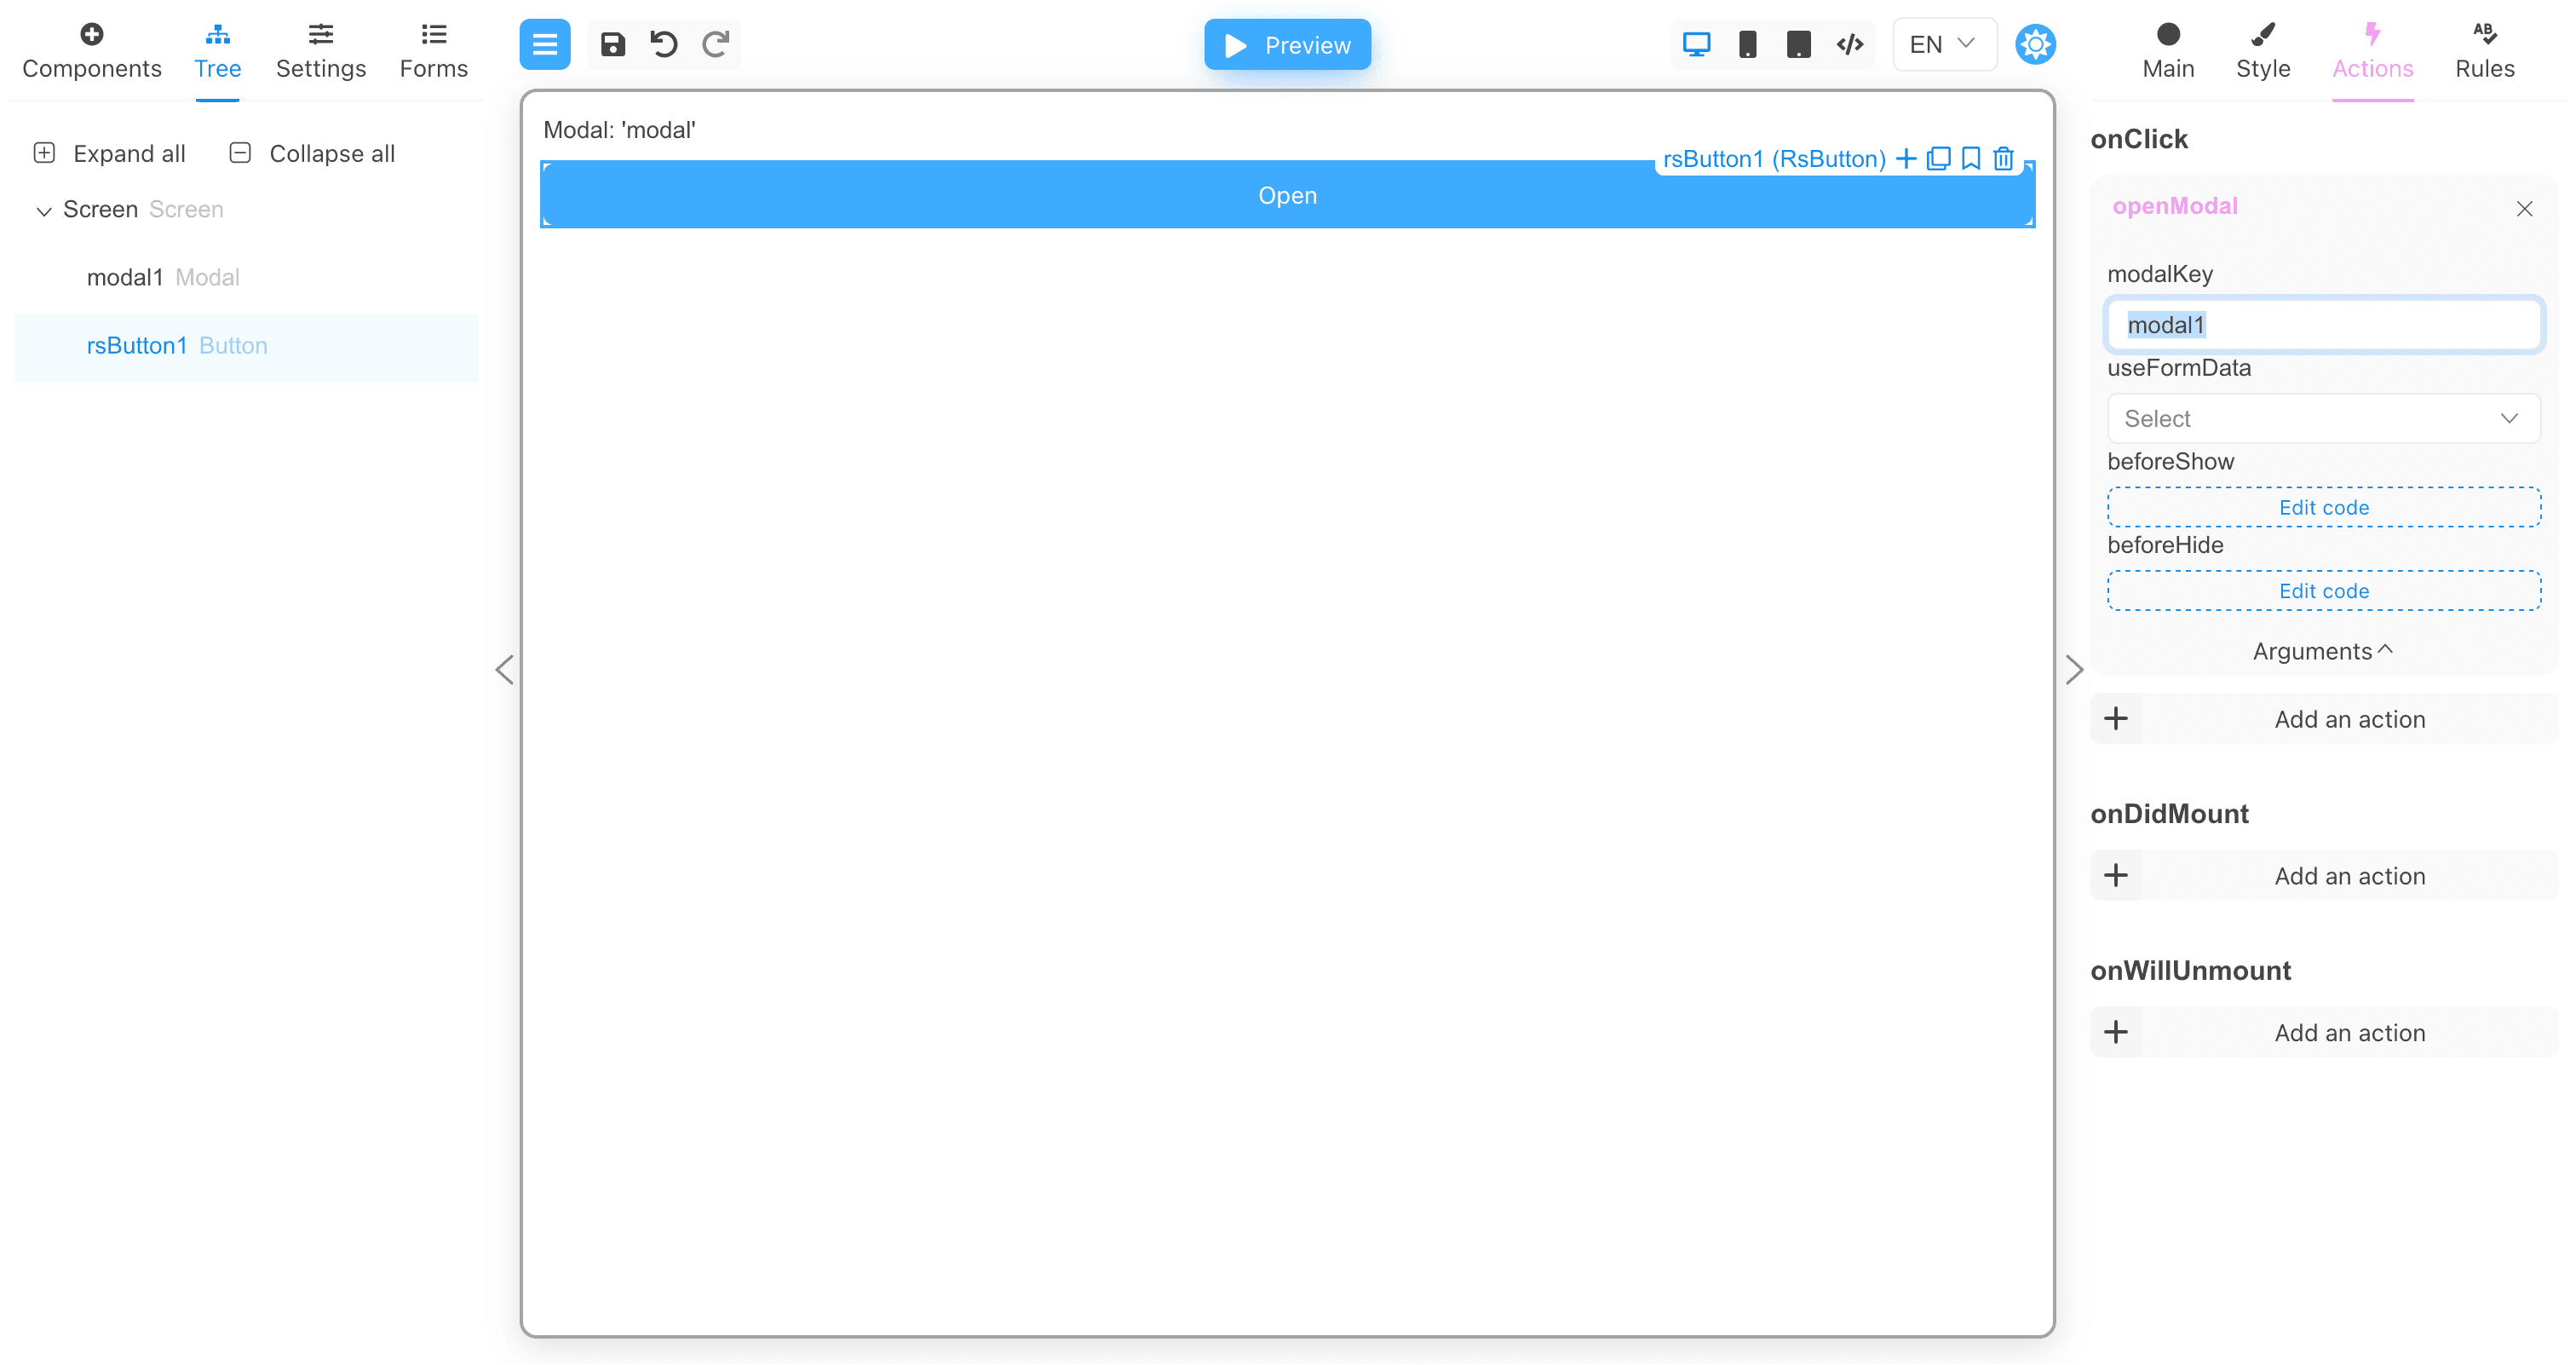 Components Tree Settings Forms
Preview
EN
Main Style Actions Rules
Expand all Collapse all
Screen Screen
modal1 Modal
rsButton1 Button
Modal: 'modal'
rsButton1 (RsButton)
Open
onClick
openModal
modalKey
modal1
useFormData
Select
beforeShow
Edit code
beforeHide
Edit code
Arguments
Add an action
onDidMount
Add an action
onWillUnmount
Add an action